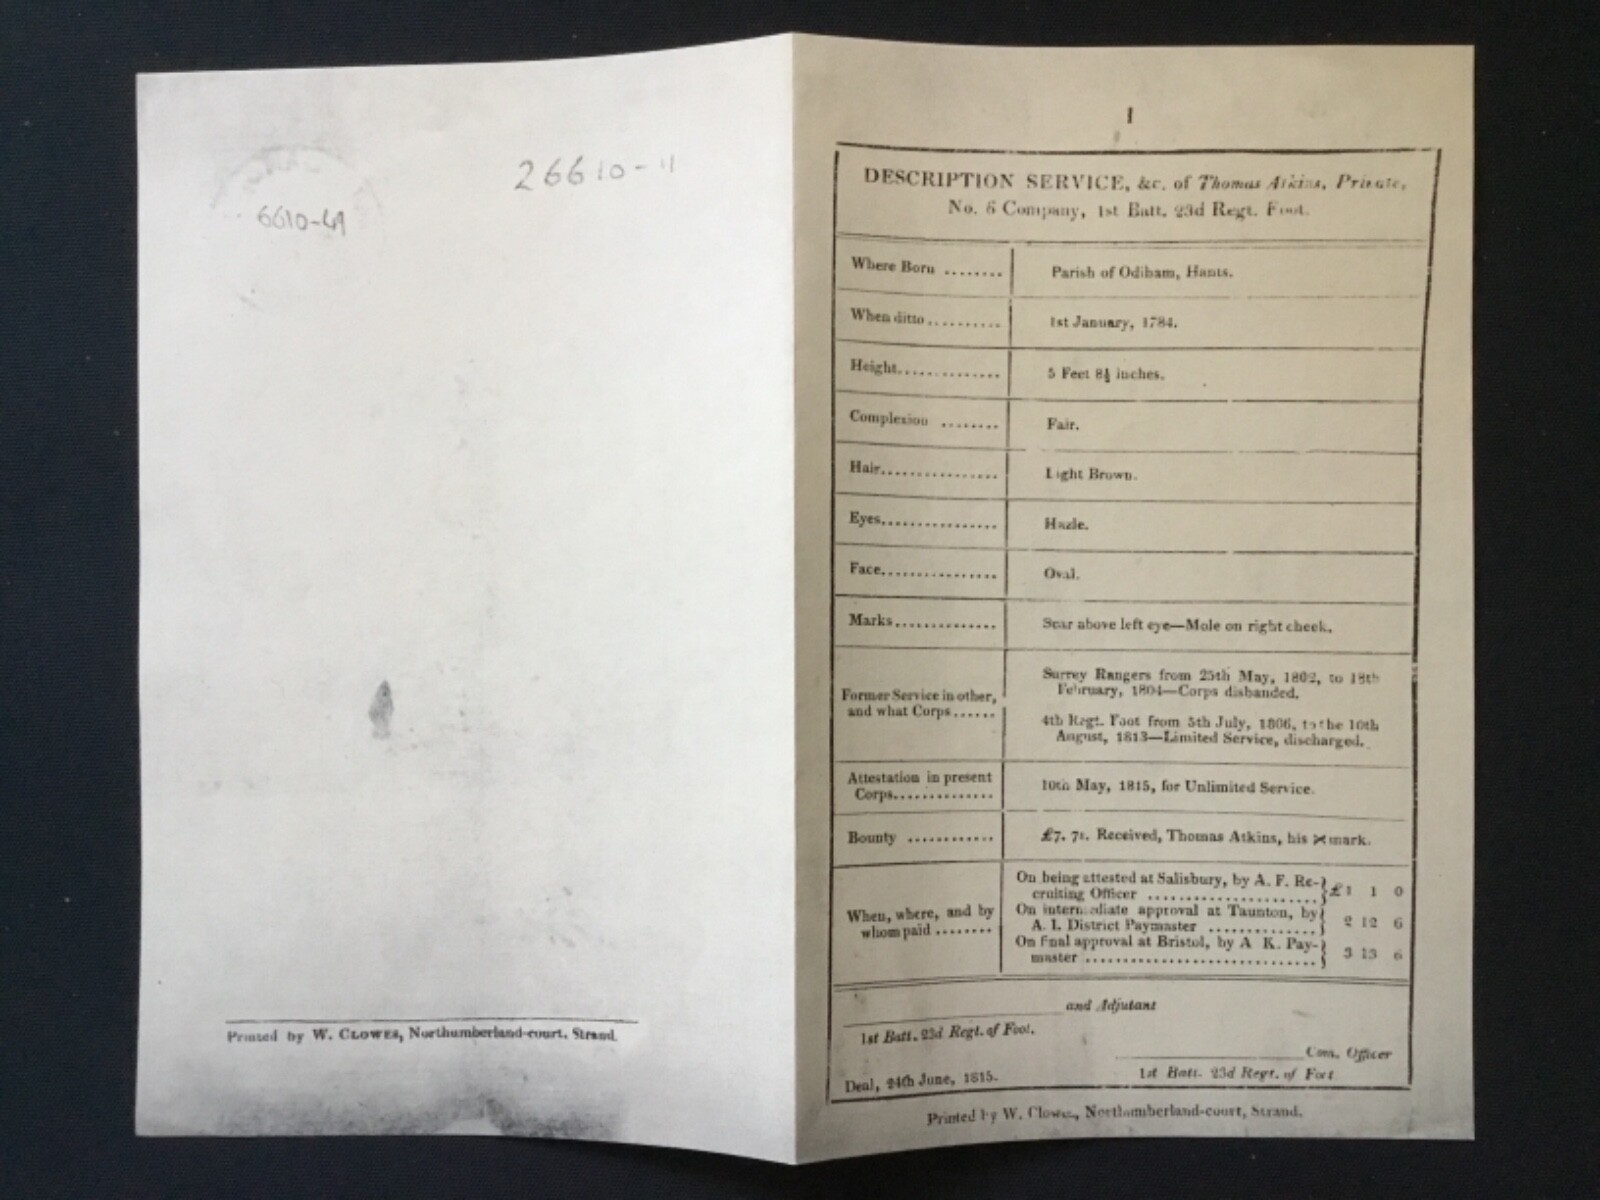 26610-11
6610-4A
Printed by W. CLOWES, Northumberland-court, Strand.
1
DESCRIPTION SERVICE, &c. of Thomas Atkins, Private,
No. 6 Company, 1st Batt. 23d Regt. Foot.
Where Born ........ Parish of Odiham, Hants.
When ditto.......... 1st January, 1784.
Height.............. 5 Feet 8½ inches.
Complexion ........ Fair.
Hair................ Light Brown.
Eyes................ Hazle.
Face................ Oval.
Marks.............. Scar above left eye—Mole on right cheek.
Former Service in other,
and what Corps......
Surrey Rangers from 25th May, 1802, to 18th
February, 1804—Corps disbanded.
4th Regt. Foot from 5th July, 1806, to the 10th
August, 1813—Limited Service, discharged.
Attestation in present
Corps..............
10th May, 1815, for Unlimited Service.
Bounty ............ £7. 7s. Received, Thomas Atkins, his × mark.
When, where, and by
whom paid ........
On being attested at Salisbury, by A. F. Re-
cruiting Officer .................... £1 1 0
On intermediate approval at Taunton, by
A. I. District Paymaster .............. 2 12 6
On final approval at Bristol, by A K. Pay-
master .............................. 3 13 6
and Adjutant
1st Batt. 23d Regt. of Foot.
Com. Officer
1st Batt. 23d Regt. of Foot
Deal, 24th June, 1815.
Printed by W. Clowes, Northumberland-court, Strand.